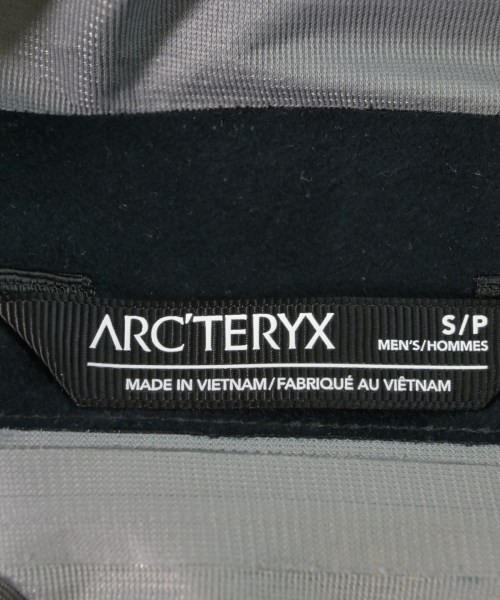 ARC'TERYX
S/P
MEN'S/HOMMES
MADE IN VIETNAM/FABRIQUÉ AU VIÊTNAM